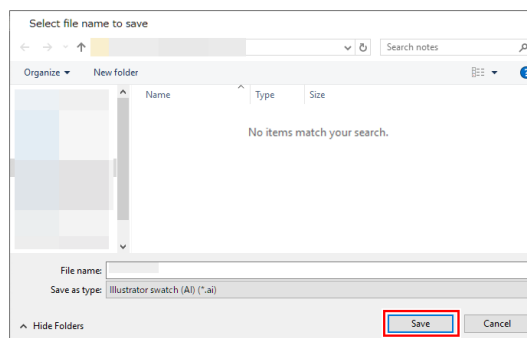 Select file name to save
Search notes
Organize New folder
Name Type Size
No items match your search.
File name:
Save as type: Illustrator swatch (AI) (*.ai)
Hide Folders Save Cancel